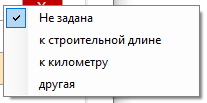 Не задана
к строительной длине
к километру
другая